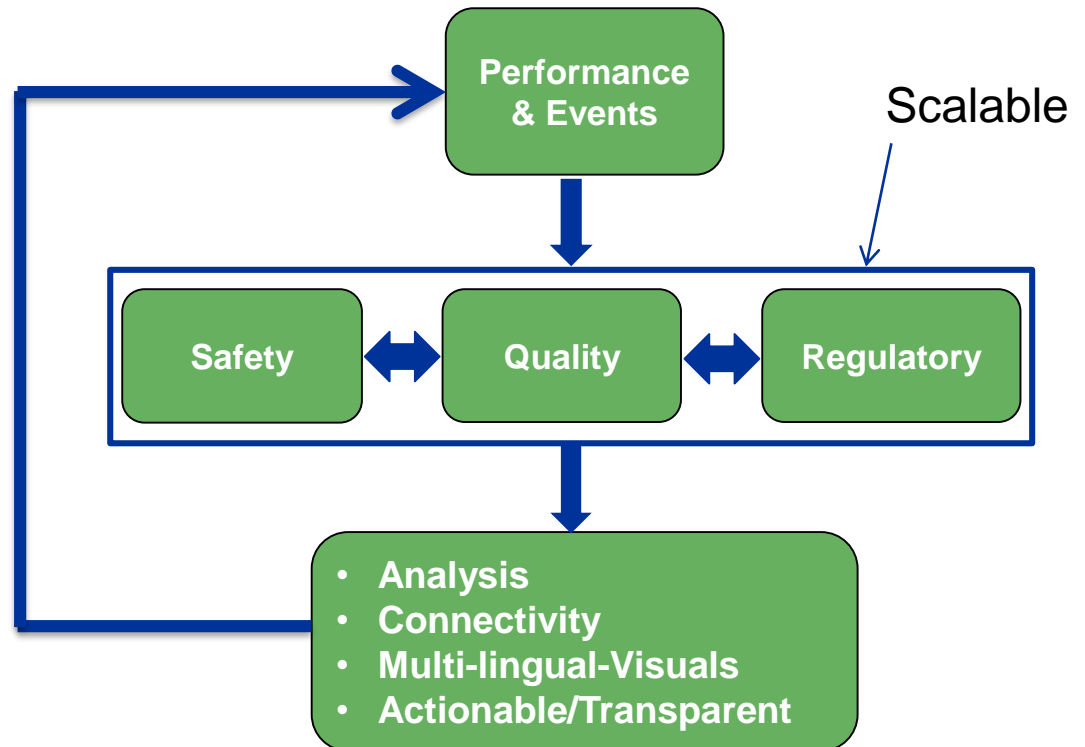 Performance
& Events
Scalable
Safety
Quality
Regulatory
• Analysis
• Connectivity
• Multi-lingual-Visuals
• Actionable/Transparent